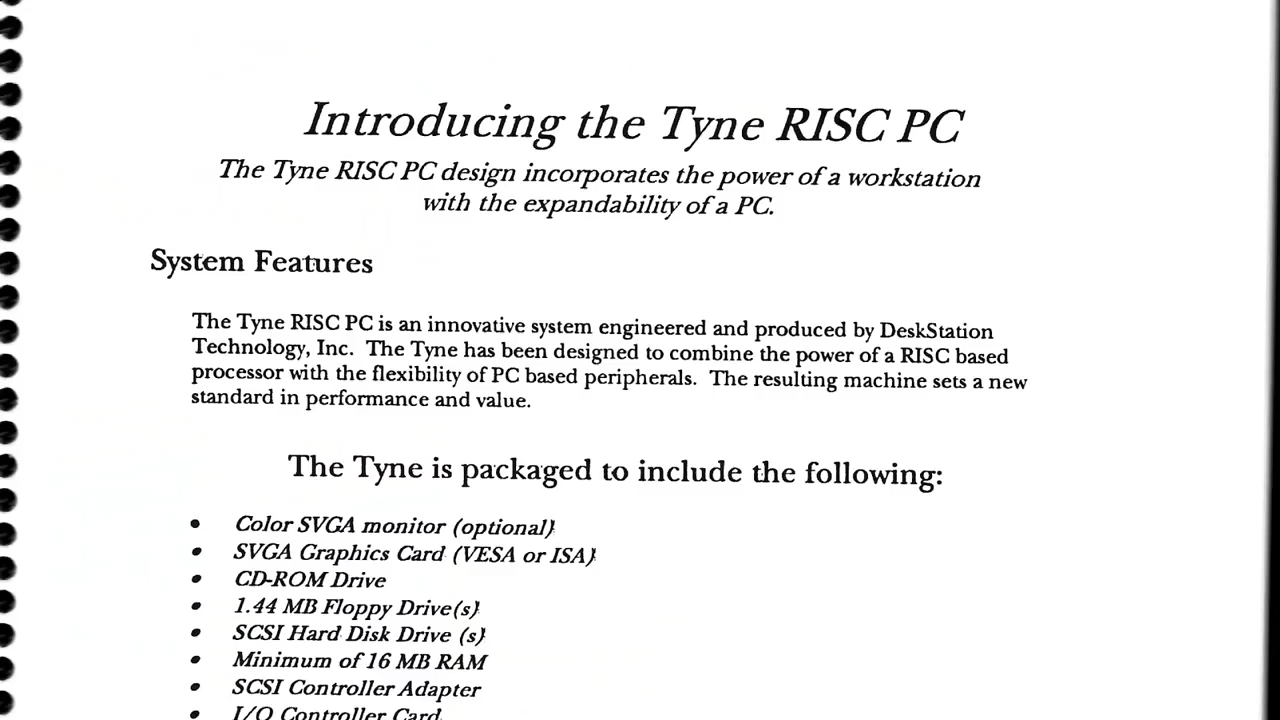 Introducing the Tyne RISC PC
The Tyne RISC PC design incorporates the power of a workstation
with the expandability of a PC.
System Features
The Tyne RISC PC is an innovative system engineered and produced by DeskStation
Technology, Inc. The Tyne has been designed to combine the power of a RISC based
processor with the flexibility of PC based peripherals. The resulting machine sets a new
standard in performance and value.
The Tyne is packaged to include the following:
• Color SVGA monitor (optional)
• SVGA Graphics Card (VESA or ISA)
• CD-ROM Drive
• 1.44 MB Floppy Drive(s)
• SCSI Hard Disk Drive (s)
• Minimum of 16 MB RAM
• SCSI Controller Adapter
• I/O Controller Card